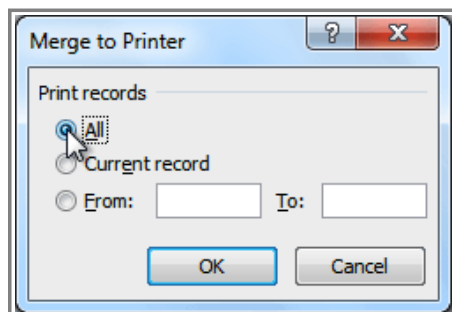 Merge to Printer
Print records
All
Current record
From: To:
OK Cancel